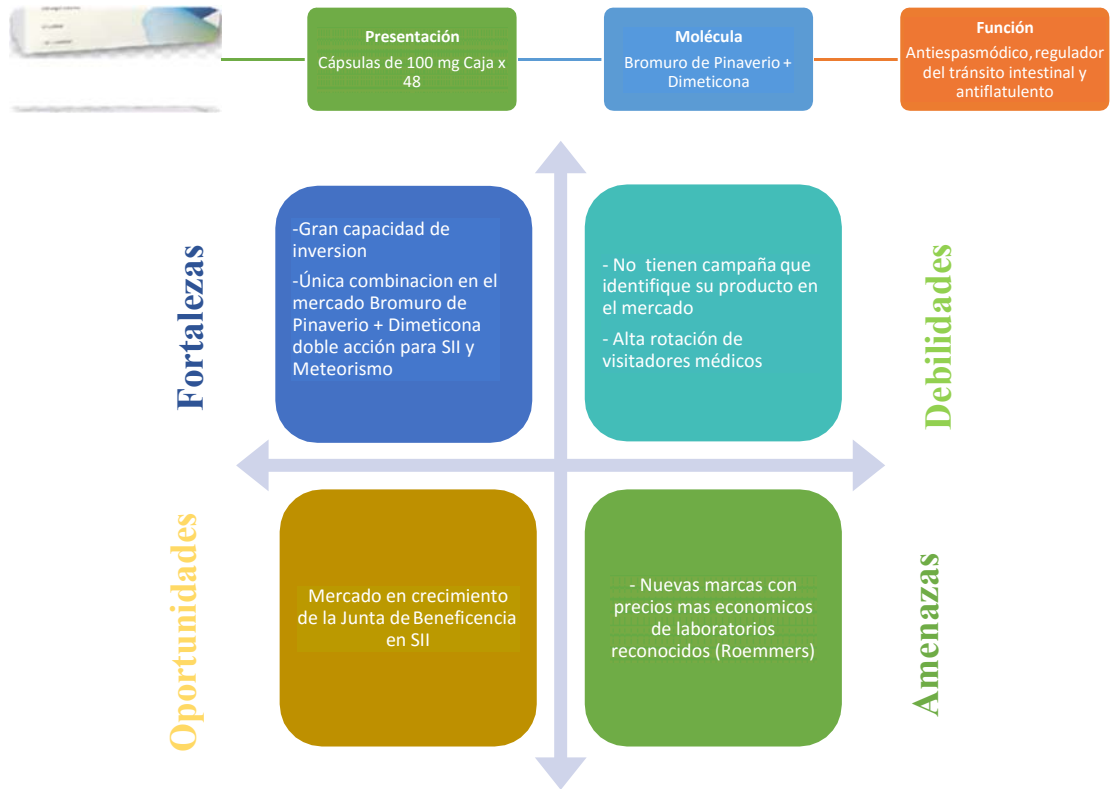 Presentación
Cápsulas de 100 mg Caja x
48
Molécula
Bromuro de Pinaverio +
Dimeticona
Función
Antiespasmódico, regulador
del tránsito intestinal y
antiflatulento
Fortalezas
-Gran capacidad de
inversion
-Única combinacion en el
mercado Bromuro de
Pinaverio + Dimeticona
doble acción para SII y
Meteorismo
- No tienen campaña que
identifique su producto en
el mercado
- Alta rotación de
visitadores médicos
Debilidades
Oportunidades
Mercado en crecimiento
de la Junta de Beneficencia
en SII
- Nuevas marcas con
precios mas economicos
de laboratorios
reconocidos (Roemmers)
Amenazas